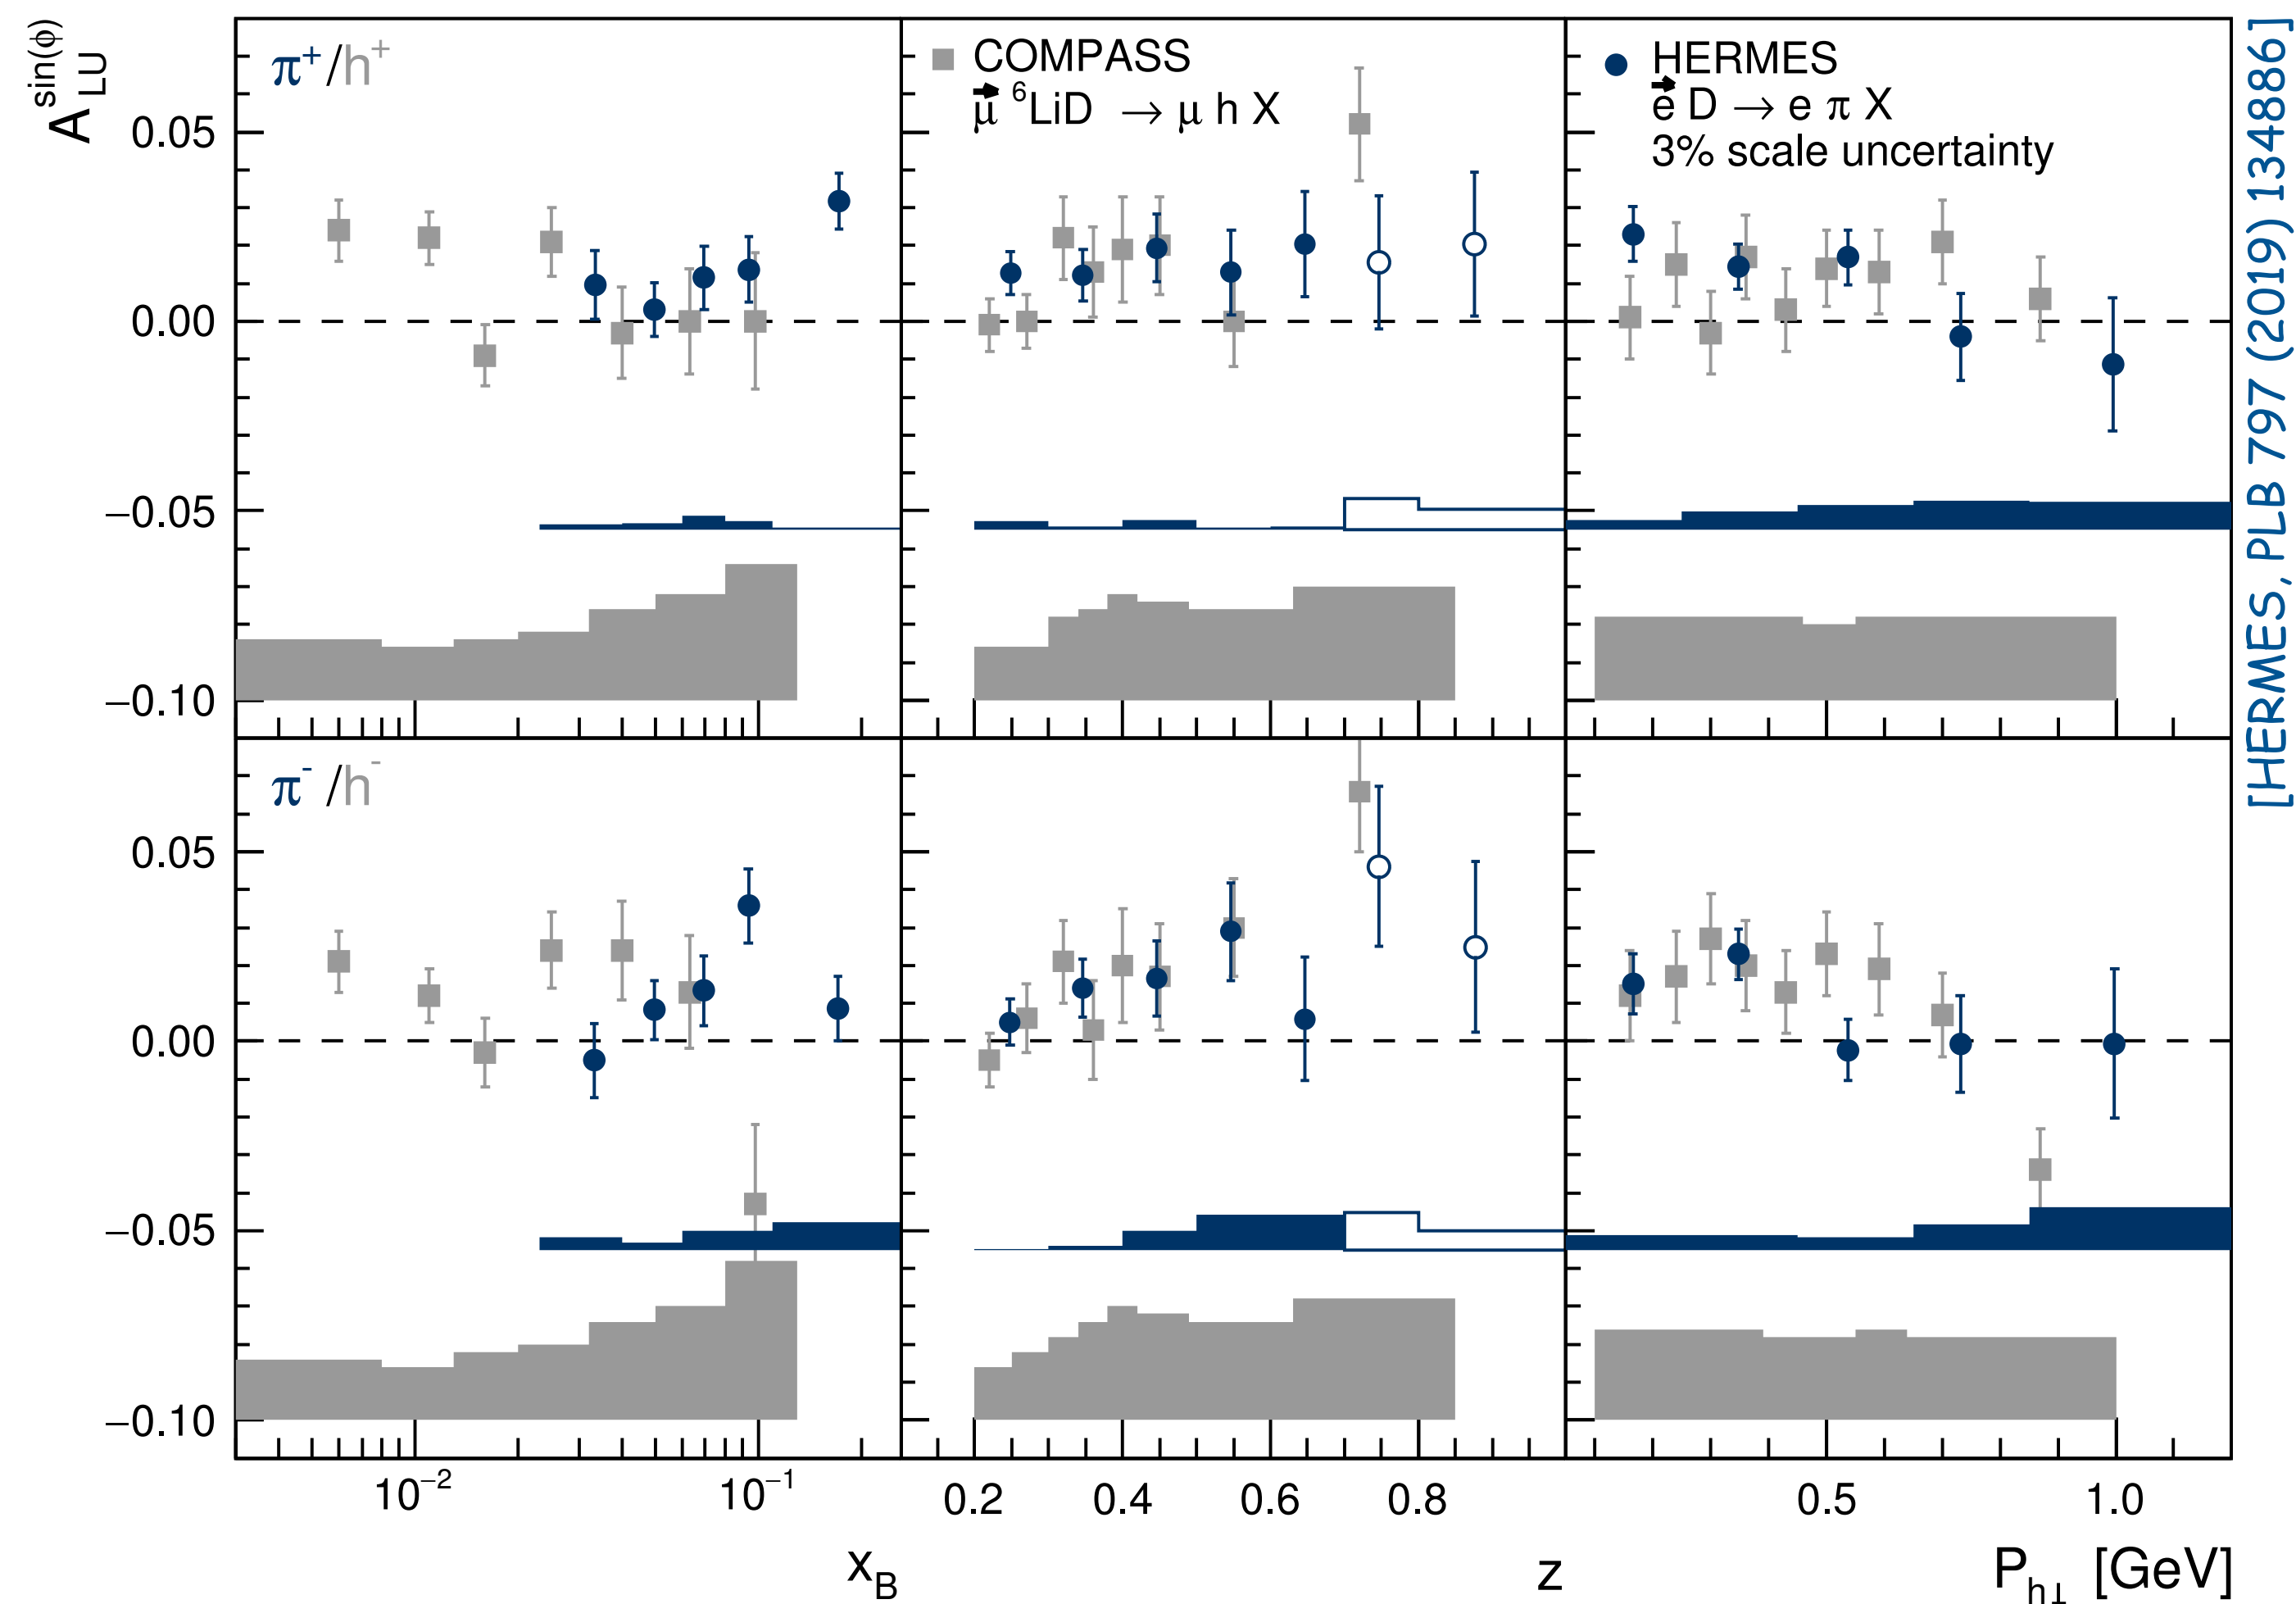 A_LU^sin(ϕ)
π⁺/h⁺
COMPASS
μ⃗ ⁶LiD → μ h X
HERMES
e⃗ D → e π X
3% scale uncertainty
0.05
0.00
−0.05
−0.10
π⁻/h⁻
0.05
0.00
−0.05
−0.10
10⁻² 10⁻¹
0.2 0.4 0.6 0.8
0.5 1.0
x_B
z
P_h⊥ [GeV]
[HERMES, PLB 797 (2019) 134886]